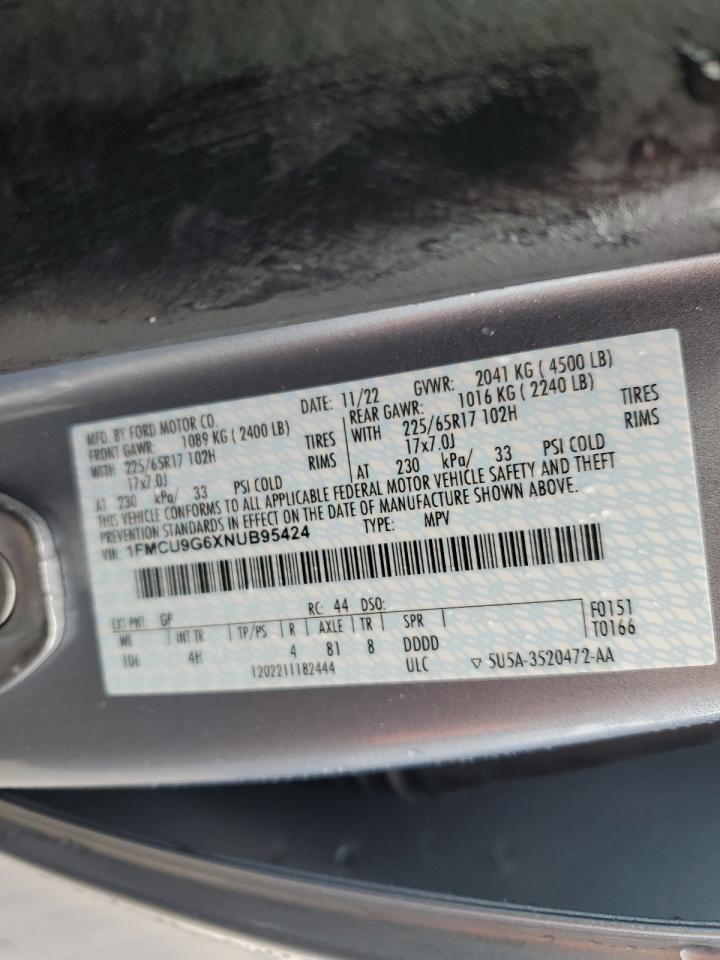 MFD. BY FORD MOTOR CO.
DATE: 11/22 GVWR: 2041 KG ( 4500 LB)
FRONT GAWR: 1089 KG ( 2400 LB)
REAR GAWR: 1016 KG ( 2240 LB)
WITH 225/65R17 102H TIRES
WITH 225/65R17 102H TIRES
17x7.0J RIMS
17x7.0J RIMS
AT 230 kPa/ 33 PSI COLD
AT 230 kPa/ 33 PSI COLD
THIS VEHICLE CONFORMS TO ALL APPLICABLE FEDERAL MOTOR VEHICLE SAFETY AND THEFT
PREVENTION STANDARDS IN EFFECT ON THE DATE OF MANUFACTURE SHOWN ABOVE.
VIN: 1FMCU9G6XNUB95424 TYPE: MPV
EXT PNT: GP RC: 44 DSO: F0151
WB INT TR TP/PS R AXLE TR SPR T0166
106 4H 4 81 8 DDDD
1202211182444 ULC ▽ 5U5A-3520472-AA